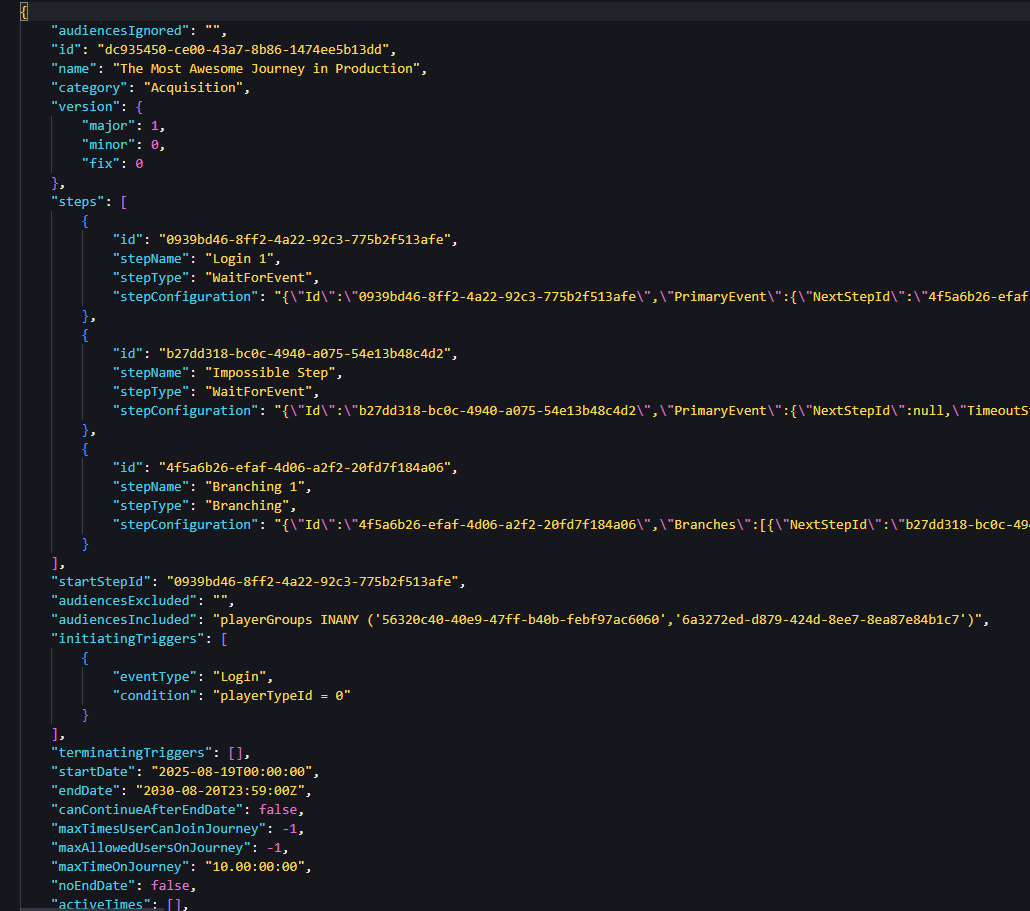 {
"audiencesIgnored": "",
"id": "dc935450-ce00-43a7-8b86-1474ee5b13dd",
"name": "The Most Awesome Journey in Production",
"category": "Acquisition",
"version": {
"major": 1,
"minor": 0,
"fix": 0
},
"steps": [
{
"id": "0939bd46-8ff2-4a22-92c3-775b2f513afe",
"stepName": "Login 1",
"stepType": "WaitForEvent",
"stepConfiguration": "{\"Id\":\"0939bd46-8ff2-4a22-92c3-775b2f513afe\",\"PrimaryEvent\":{\"NextStepId\":\"4f5a6b26-efaf
},
{
"id": "b27dd318-bc0c-4940-a075-54e13b48c4d2",
"stepName": "Impossible Step",
"stepType": "WaitForEvent",
"stepConfiguration": "{\"Id\":\"b27dd318-bc0c-4940-a075-54e13b48c4d2\",\"PrimaryEvent\":{\"NextStepId\":null,\"TimeoutSt
},
{
"id": "4f5a6b26-efaf-4d06-a2f2-20fd7f184a06",
"stepName": "Branching 1",
"stepType": "Branching",
"stepConfiguration": "{\"Id\":\"4f5a6b26-efaf-4d06-a2f2-20fd7f184a06\",\"Branches\":[{\"NextStepId\":\"b27dd318-bc0c-494
}
],
"startStepId": "0939bd46-8ff2-4a22-92c3-775b2f513afe",
"audiencesExcluded": "",
"audiencesIncluded": "playerGroups INANY ('56320c40-40e9-47ff-b40b-febf97ac6060','6a3272ed-d879-424d-8ee7-8ea87e84b1c7')",
"initiatingTriggers": [
{
"eventType": "Login",
"condition": "playerTypeId = 0"
}
],
"terminatingTriggers": [],
"startDate": "2025-08-19T00:00:00",
"endDate": "2030-08-20T23:59:00Z",
"canContinueAfterEndDate": false,
"maxTimesUserCanJoinJourney": -1,
"maxAllowedUsersOnJourney": -1,
"maxTimeOnJourney": "10.00:00:00",
"noEndDate": false,
"activeTimes": [],